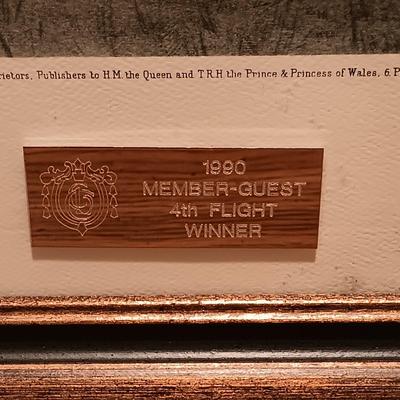 rietors, Publishers to H.M. the Queen and T.R.H the Prince & Princess of Wales, 6. P
1990
MEMBER-GUEST
4th FLIGHT
WINNER